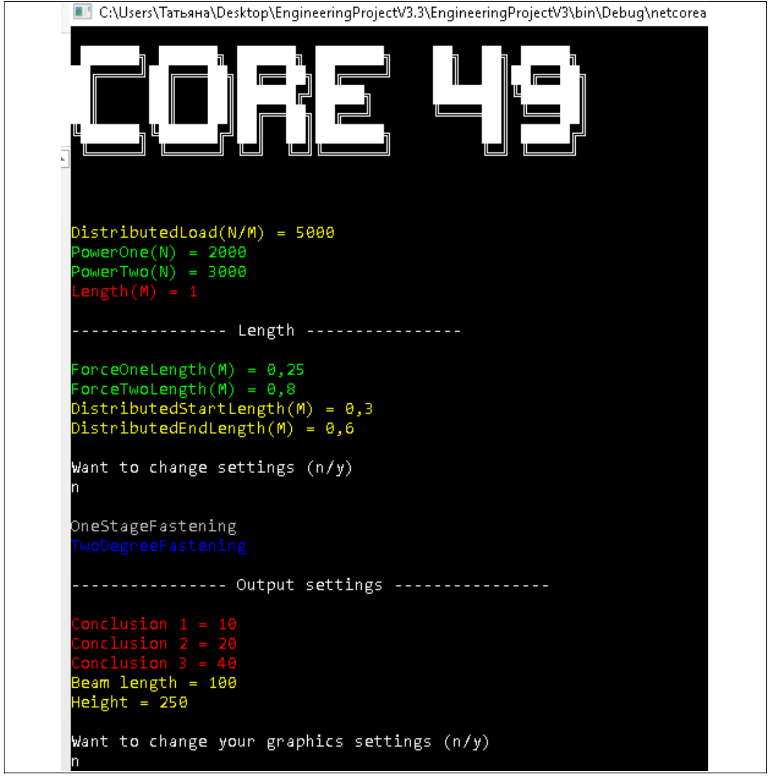 C:\Users\Татьяна\Desktop\EngineeringProjectV3.3\EngineeringProjectV3\bin\Debug\netcorea
CORE 49
DistributedLoad(N/M) = 5000
PowerOne(N) = 2000
PowerTwo(N) = 3000
Length(M) = 1
---------------- Length ----------------
ForceOneLength(M) = 0,25
ForceTwoLength(M) = 0,8
DistributedStartLength(M) = 0,3
DistributedEndLength(M) = 0,6
Want to change settings (n/y)
n
OneStageFastening
TwoDegreeFastening
---------------- Output settings ----------------
Conclusion 1 = 10
Conclusion 2 = 20
Conclusion 3 = 40
Beam length = 100
Height = 250
Want to change your graphics settings (n/y)
n